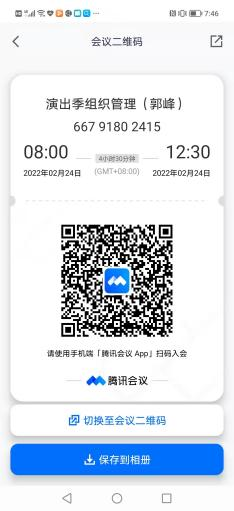 7:46
会议二维码
演出季组织管理（郭峰）
667 9180 2415
08:00
4小时30分钟
12:30
2022年02月24日
(GMT+08:00)
2022年02月24日
请使用手机端「腾讯会议 App」扫码入会
腾讯会议
切换至会议二维码
保存到相册